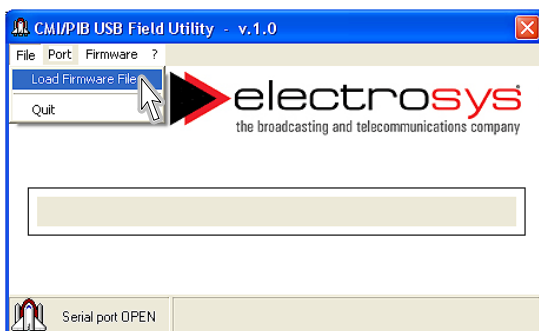 CMI/PIB USB Field Utility - v.1.0
File Port Firmware ?
Load Firmware File
Quit
electrosys
the broadcasting and telecommunications company
Serial port OPEN